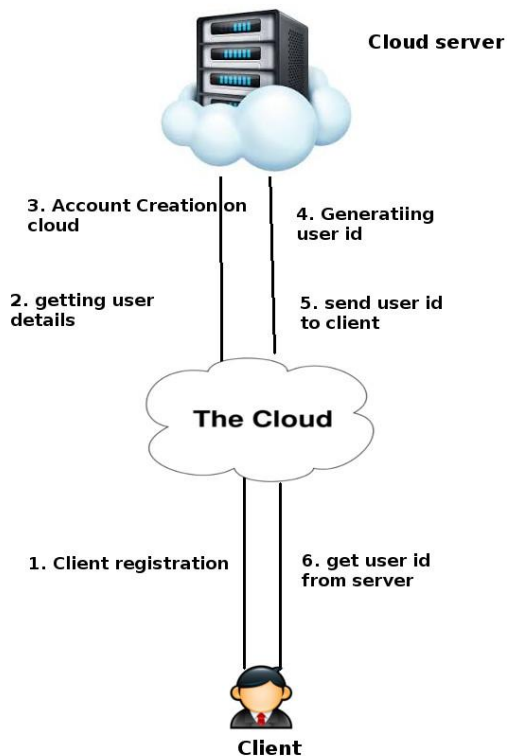 Cloud server
3. Account Creation on
cloud
4. Generatiing
user id
2. getting user
details
5. send user id
to client
The Cloud
1. Client registration
6. get user id
from server
Client